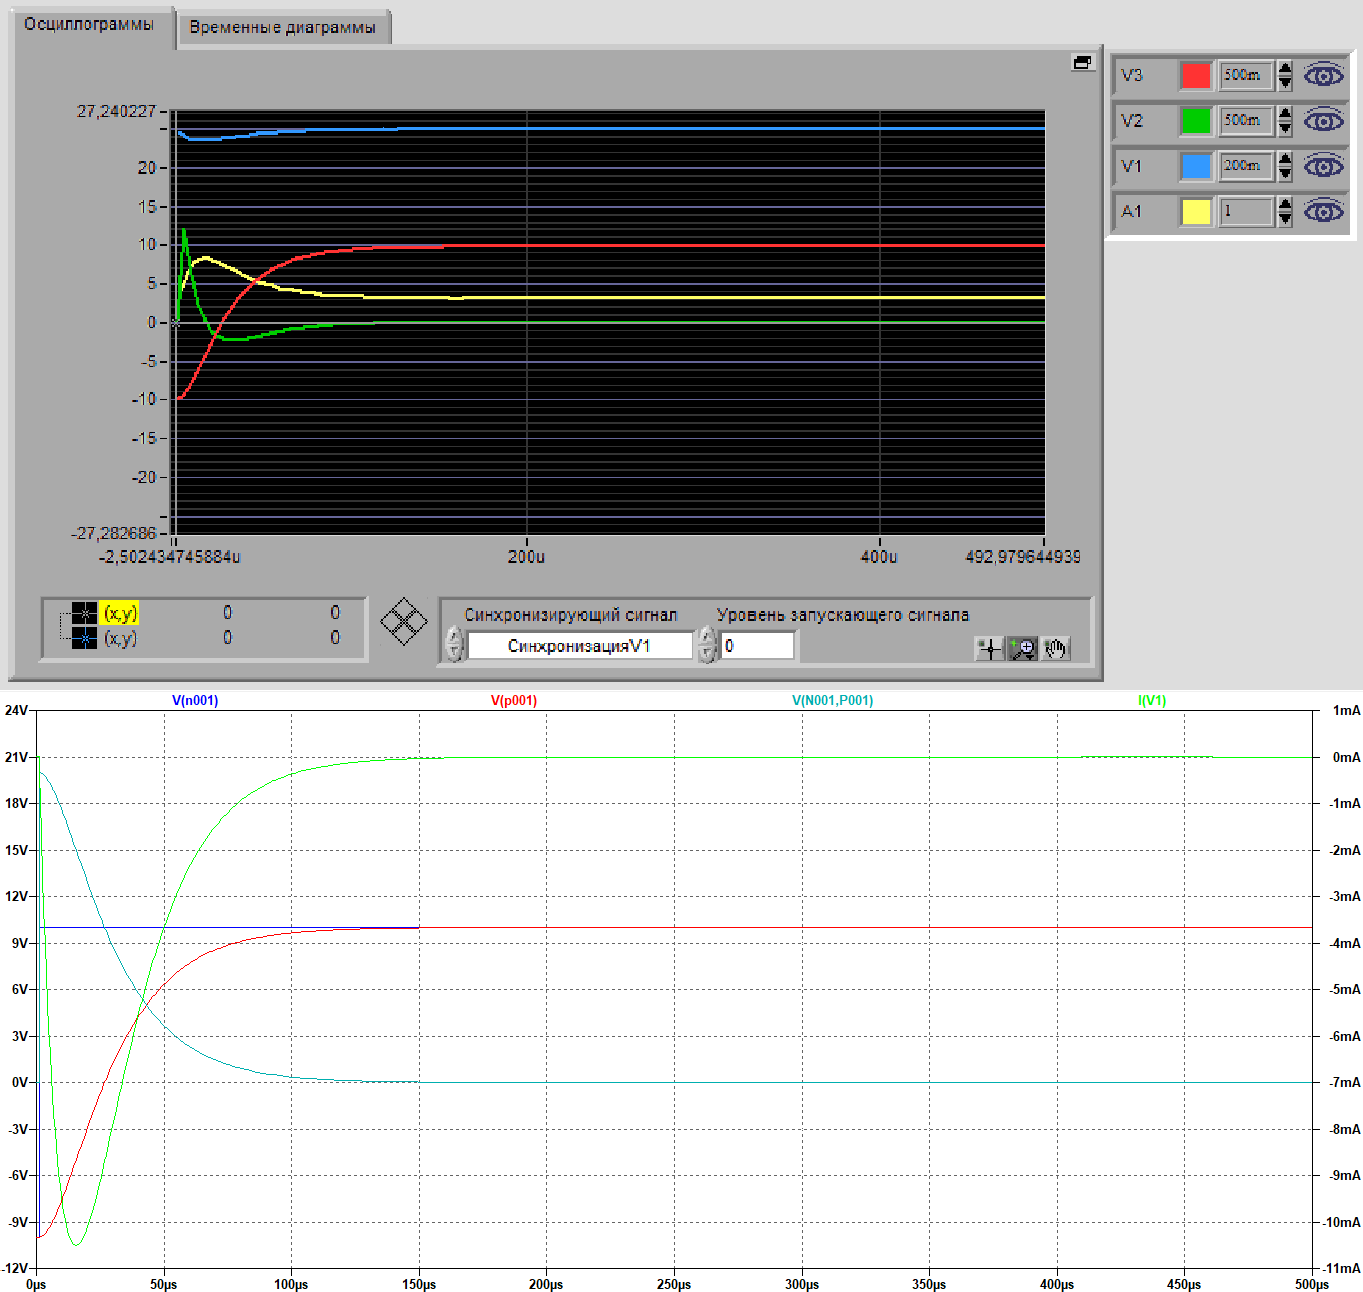 Осциллограммы
Временные диаграммы
V3 500m
V2 500m
V1 200m
A1 1
27,240227
20
15
10
5
0
-5
-10
-15
-20
-27,282686
-2,502434745884u 200u 400u 492,979644939
(x,y) 0 0
(x,y) 0 0
Синхронизирующий сигнал Уровень запускающего сигнала
Синхронизация\V1 0
V(n001) V(p001) V(N001,P001) I(V1)
24V 1mA
21V 0mA
18V -1mA
15V -2mA
12V -3mA
9V -4mA
6V -5mA
3V -6mA
0V -7mA
-3V -8mA
-6V -9mA
-9V -10mA
-12V -11mA
0µs 50µs 100µs 150µs 200µs 250µs 300µs 350µs 400µs 450µs 500µs